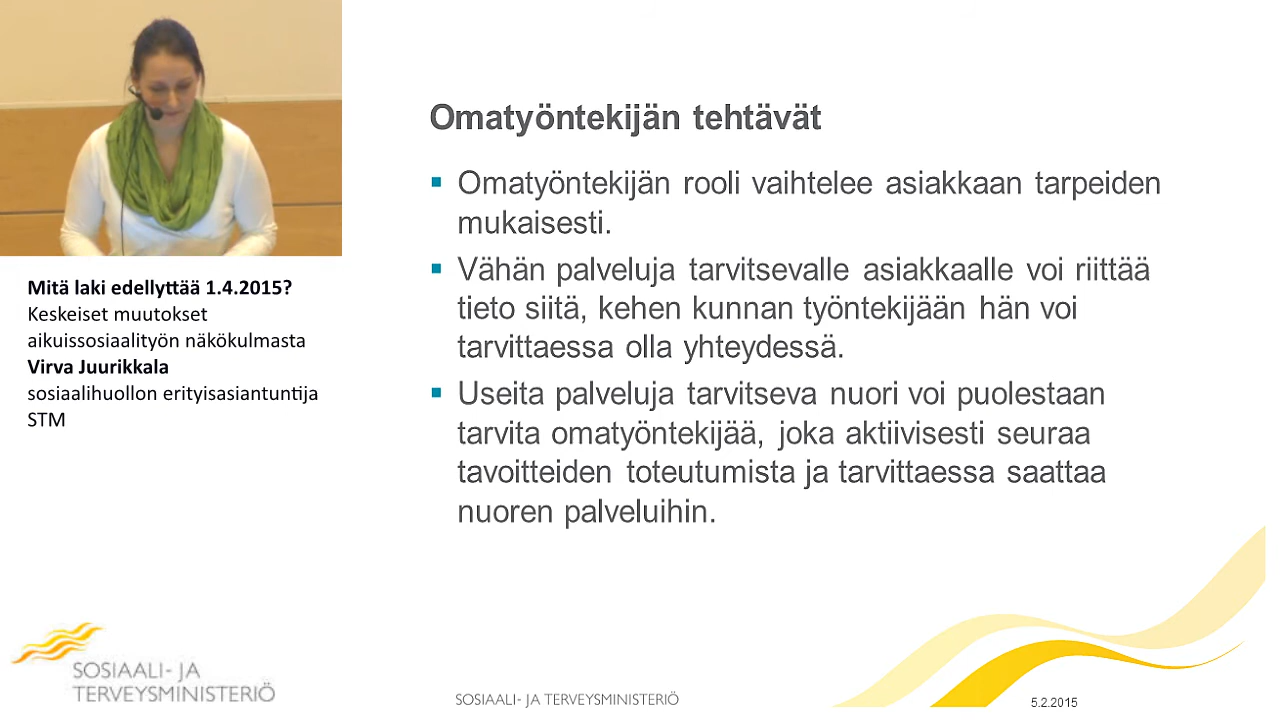 Omatyöntekijän tehtävät
Omatyöntekijän rooli vaihtelee asiakkaan tarpeiden
mukaisesti.
Vähän palveluja tarvitsevalle asiakkaalle voi riittää
tieto siitä, kehen kunnan työntekijään hän voi
tarvittaessa olla yhteydessä.
Useita palveluja tarvitseva nuori voi puolestaan
tarvita omatyöntekijää, joka aktiivisesti seuraa
tavoitteiden toteutumista ja tarvittaessa saattaa
nuoren palveluihin.
Mitä laki edellyttää 1.4.2015?
Keskeiset muutokset
aikuissosiaalityön näkökulmasta
Virva Juurikkala
sosiaalihuollon erityisasiantuntija
STM
SOSIAALI- JA
TERVEYSMINISTERIÖ
SOSIAALI- JA TERVEYSMINISTERIÖ
5.2.2015